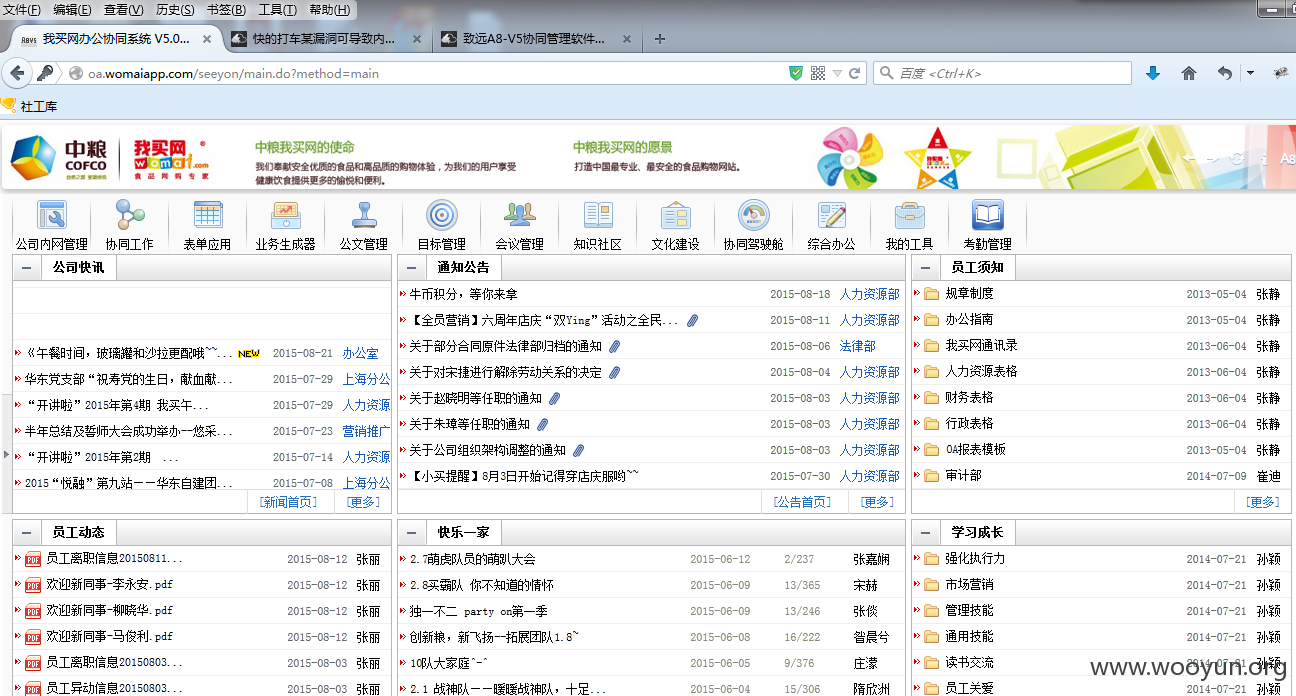 文件(F) 编辑(E) 查看(V) 历史(S) 书签(B) 工具(T) 帮助(H)
A8V5 我买网办公协同系统 V5.0... × 快的打车某漏洞可导致内... × 致远A8-V5协同管理软件... × +
oa.womaiapp.com/seeyon/main.do?method=main 百度 <Ctrl+K>
社工库
中粮 COFCO 我买网 womai.com 食品网购专家
中粮我买网的使命 中粮我买网的愿景
我们奉献安全优质的食品和高品质的购物体验，为我们的用户享受 打造中国最专业、最安全的食品购物网站。
健康饮食提供更多的愉悦和便利。
A8
公司内网管理 协同工作 表单应用 业务生成器 公文管理 目标管理 会议管理 知识社区 文化建设 协同驾驶舱 综合办公 我的工具 考勤管理
公司快讯
《午餐时间，玻璃罐和沙拉更配哦~~... NEW 2015-08-21 办公室
华东党支部“祝寿党的生日，献血献... 2015-07-29 上海分公
“开讲啦”2015年第4期 我买午... 2015-07-29 人力资源
半年总结及誓师大会成功举办--悠采... 2015-07-23 营销推广
“开讲啦”2015年第2期 ... 2015-07-14 人力资源
2015“悦融”第九站——华东自建团... 2015-07-08 上海分公
[新闻首页] [更多]
通知公告
牛币积分，等你来拿 2015-08-18 人力资源部
【全员营销】六周年店庆“双Ying”活动之全民... 2015-08-11 人力资源部
关于部分合同原件法律部归档的通知 2015-08-06 法律部
关于对宋捷进行解除劳动关系的决定 2015-08-04 人力资源部
关于赵晓明等任职的通知 2015-08-03 人力资源部
关于朱璋等任职的通知 2015-08-03 人力资源部
关于公司组织架构调整的通知 2015-08-03 人力资源部
【小买提醒】8月3日开始记得穿店庆服哟~~ 2015-07-30 人力资源部
[公告首页] [更多]
员工须知
规章制度 2013-05-04 张静
办公指南 2013-05-04 张静
我买网通讯录 2013-06-04 张静
人力资源表格 2013-06-04 张静
财务表格 2013-06-04 张静
行政表格 2013-06-04 张静
OA报表模板 2013-05-04 张静
审计部 2014-07-09 崔迪
[更多]
员工动态
员工离职信息20150811... 2015-08-12 张丽
欢迎新同事-李永安.pdf 2015-08-12 张丽
欢迎新同事-柳晓华.pdf 2015-08-12 张丽
欢迎新同事-马俊利.pdf 2015-08-12 张丽
员工离职信息20150803... 2015-08-03 张丽
员工异动信息20150803... 2015-08-03 张丽
快乐一家
2.7萌虎队员的萌趴大会 2015-06-12 2/237 张嘉娴
2.8买霸队 你不知道的情怀 2015-06-09 13/365 宋赫
独一不二 party on第一季 2015-06-09 13/246 张倓
创新粮，新飞扬--拓展团队1.8~ 2015-06-08 16/222 昝晨兮
10队大家庭^-^ 2015-06-05 9/376 庄濛
2.1 战神队——暖暖战神队，十足... 2015-06-04 15/306 隋欣洲
学习成长
强化执行力 2014-07-21 孙颖
市场营销 2014-07-21 孙颖
管理技能 2014-07-21 孙颖
通用技能 2014-07-21 孙颖
读书交流 2014-07-21 孙颖
员工关爱 2014-07-21 孙颖
www.wooyun.org